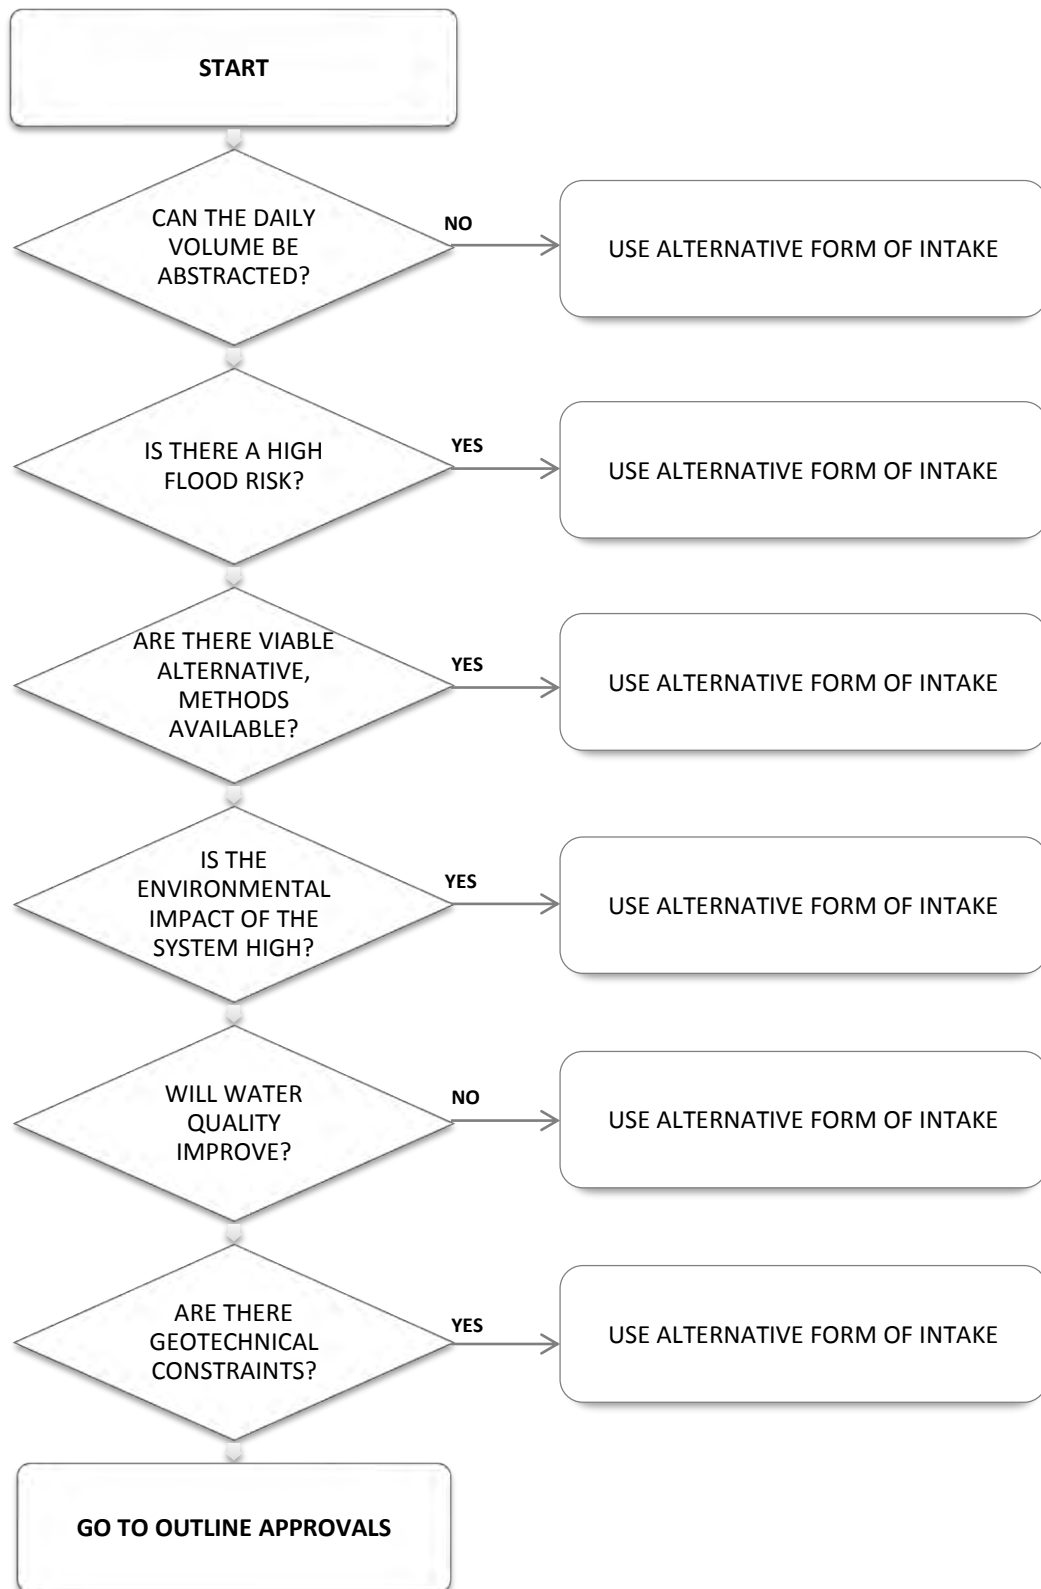 START
CAN THE DAILY
VOLUME BE
ABSTRACTED?
NO
USE ALTERNATIVE FORM OF INTAKE
IS THERE A HIGH
FLOOD RISK?
YES
USE ALTERNATIVE FORM OF INTAKE
ARE THERE VIABLE
ALTERNATIVE,
METHODS
AVAILABLE?
YES
USE ALTERNATIVE FORM OF INTAKE
IS THE
ENVIRONMENTAL
IMPACT OF THE
SYSTEM HIGH?
YES
USE ALTERNATIVE FORM OF INTAKE
WILL WATER
QUALITY
IMPROVE?
NO
USE ALTERNATIVE FORM OF INTAKE
ARE THERE
GEOTECHNICAL
CONSTRAINTS?
YES
USE ALTERNATIVE FORM OF INTAKE
GO TO OUTLINE APPROVALS